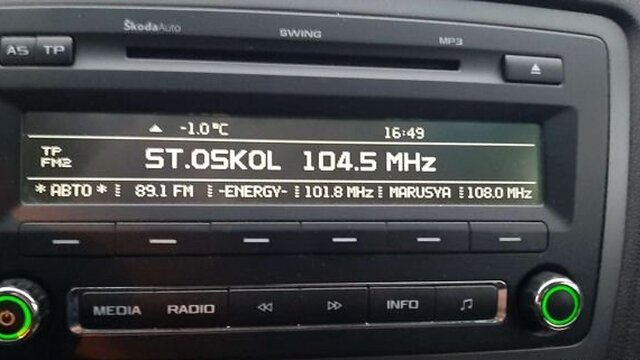 ŠkodaAuto SWING MP3
AS TP
-1.0°C 16:49
TP
FM2
ST.OSKOL 104.5 MHz
* АВТО * 89.1 FM -ENERGY- 101.8 MHz MARUSYA 108.0 MHz
MEDIA RADIO INFO